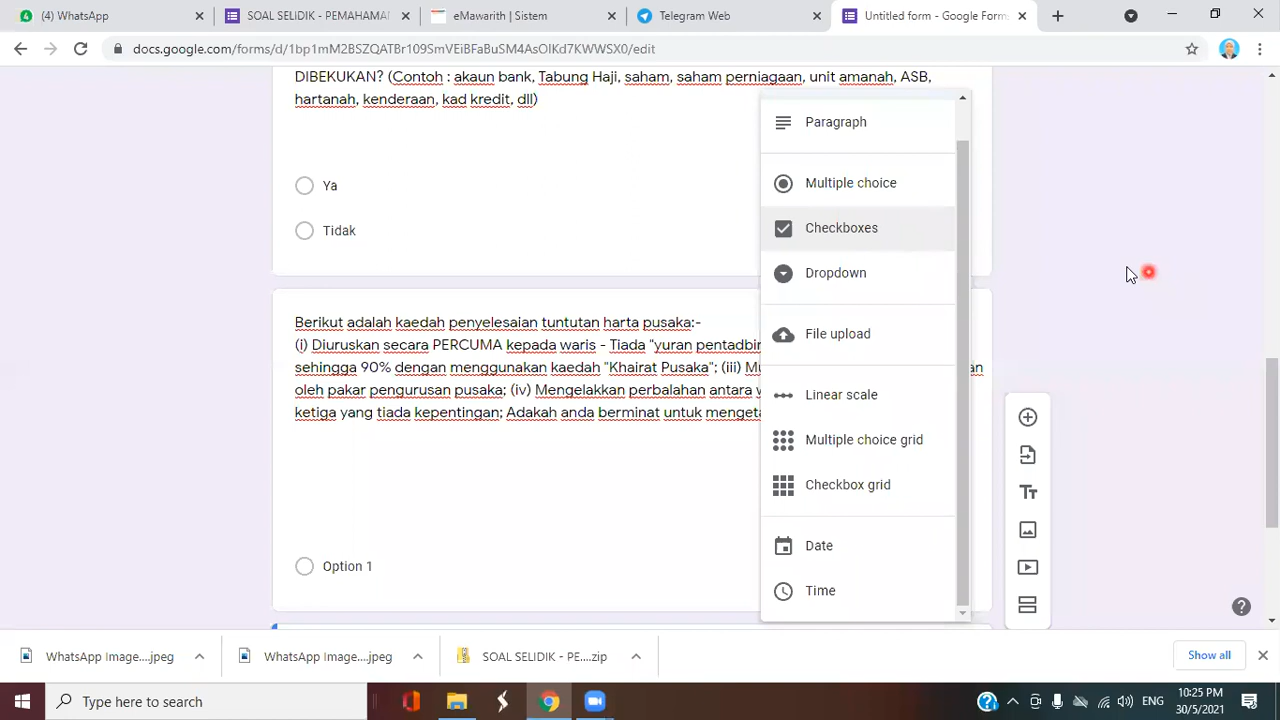 (4) WhatsApp
SOAL SELIDIK - PEMAHAMA
eMawarith | Sistem
Telegram Web
Untitled form - Google Form
docs.google.com/forms/d/1bp1mM2BSZQATBr109SmVEiBFaBuSM4AsOIKd7KWWSX0/edit
DIBEKUKAN? (Contoh : akaun bank, Tabung Haji, saham, saham perniagaan, unit amanah, ASB,
hartanah, kenderaan, kad kredit, dll)
Ya
Tidak
Paragraph
Multiple choice
Checkboxes
Dropdown
File upload
Linear scale
Multiple choice grid
Checkbox grid
Date
Time
Berikut adalah kaedah penyelesaian tuntutan harta pusaka:-
(i) Diuruskan secara PERCUMA kepada waris - Tiada "yuran pentadbir
sehingga 90% dengan menggunakan kaedah "Khairat Pusaka"; (iii) M an
oleh pakar pengurusan pusaka; (iv) Mengelakkan perbalahan antara w
ketiga yang tiada kepentingan; Adakah anda berminat untuk menget
Option 1
WhatsApp Image....jpeg
WhatsApp Image....jpeg
SOAL SELIDIK - PE....zip
Show all
Type here to search
ENG
10:25 PM
30/5/2021